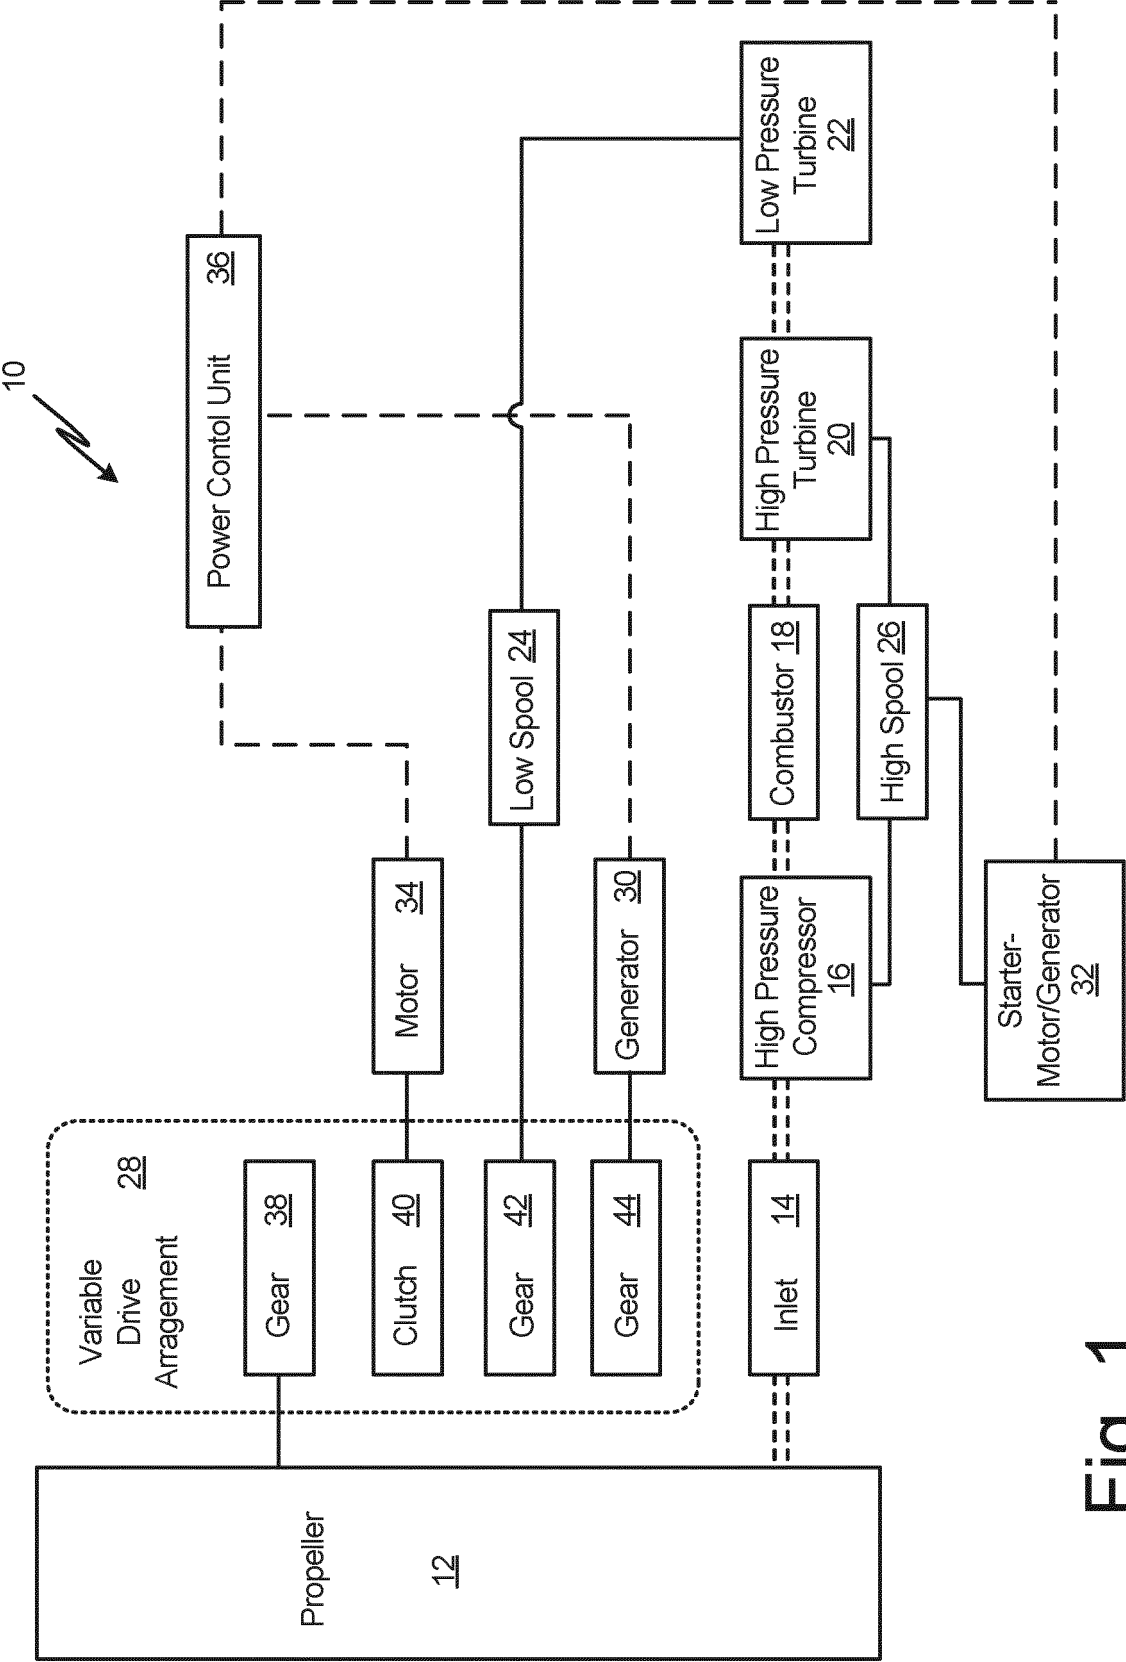 10
Power Contol Unit 36
Variable
Drive
Arragement
28
Gear 38
Clutch 40
Gear 42
Gear 44
Motor 34
Low Spool 24
Generator 30
Propeller
12
Inlet 14
High Pressure
Compressor
16
Combustor 18
High Pressure
Turbine
20
Low Pressure
Turbine
22
High Spool 26
Starter-
Motor/Generator
32
Fig. 1